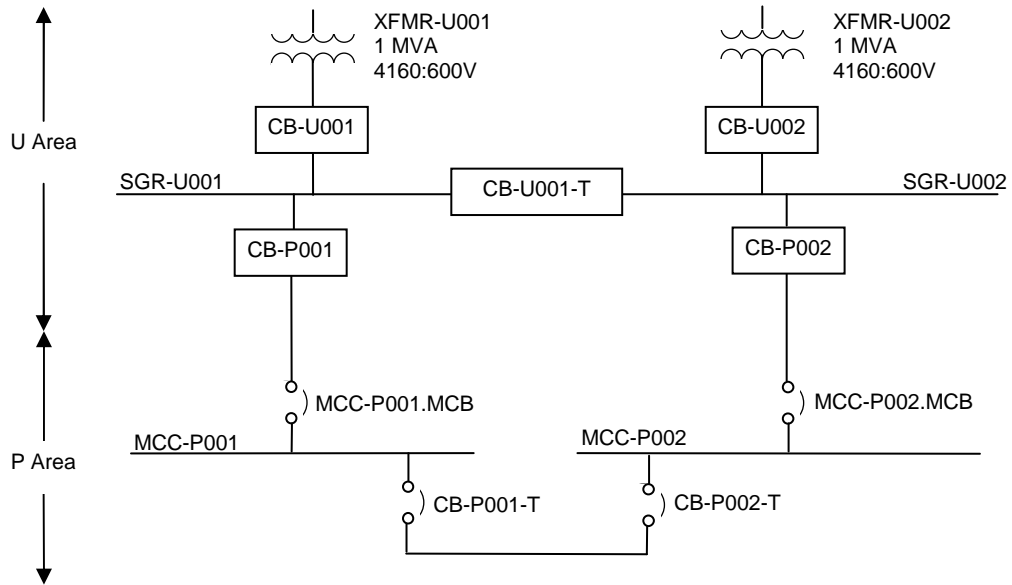 XFMR-U001
1 MVA
4160:600V
XFMR-U002
1 MVA
4160:600V
CB-U001
CB-U002
U Area
SGR-U001
CB-U001-T
SGR-U002
CB-P001
CB-P002
MCC-P001.MCB
MCC-P002.MCB
MCC-P001
MCC-P002
P Area
CB-P001-T
CB-P002-T